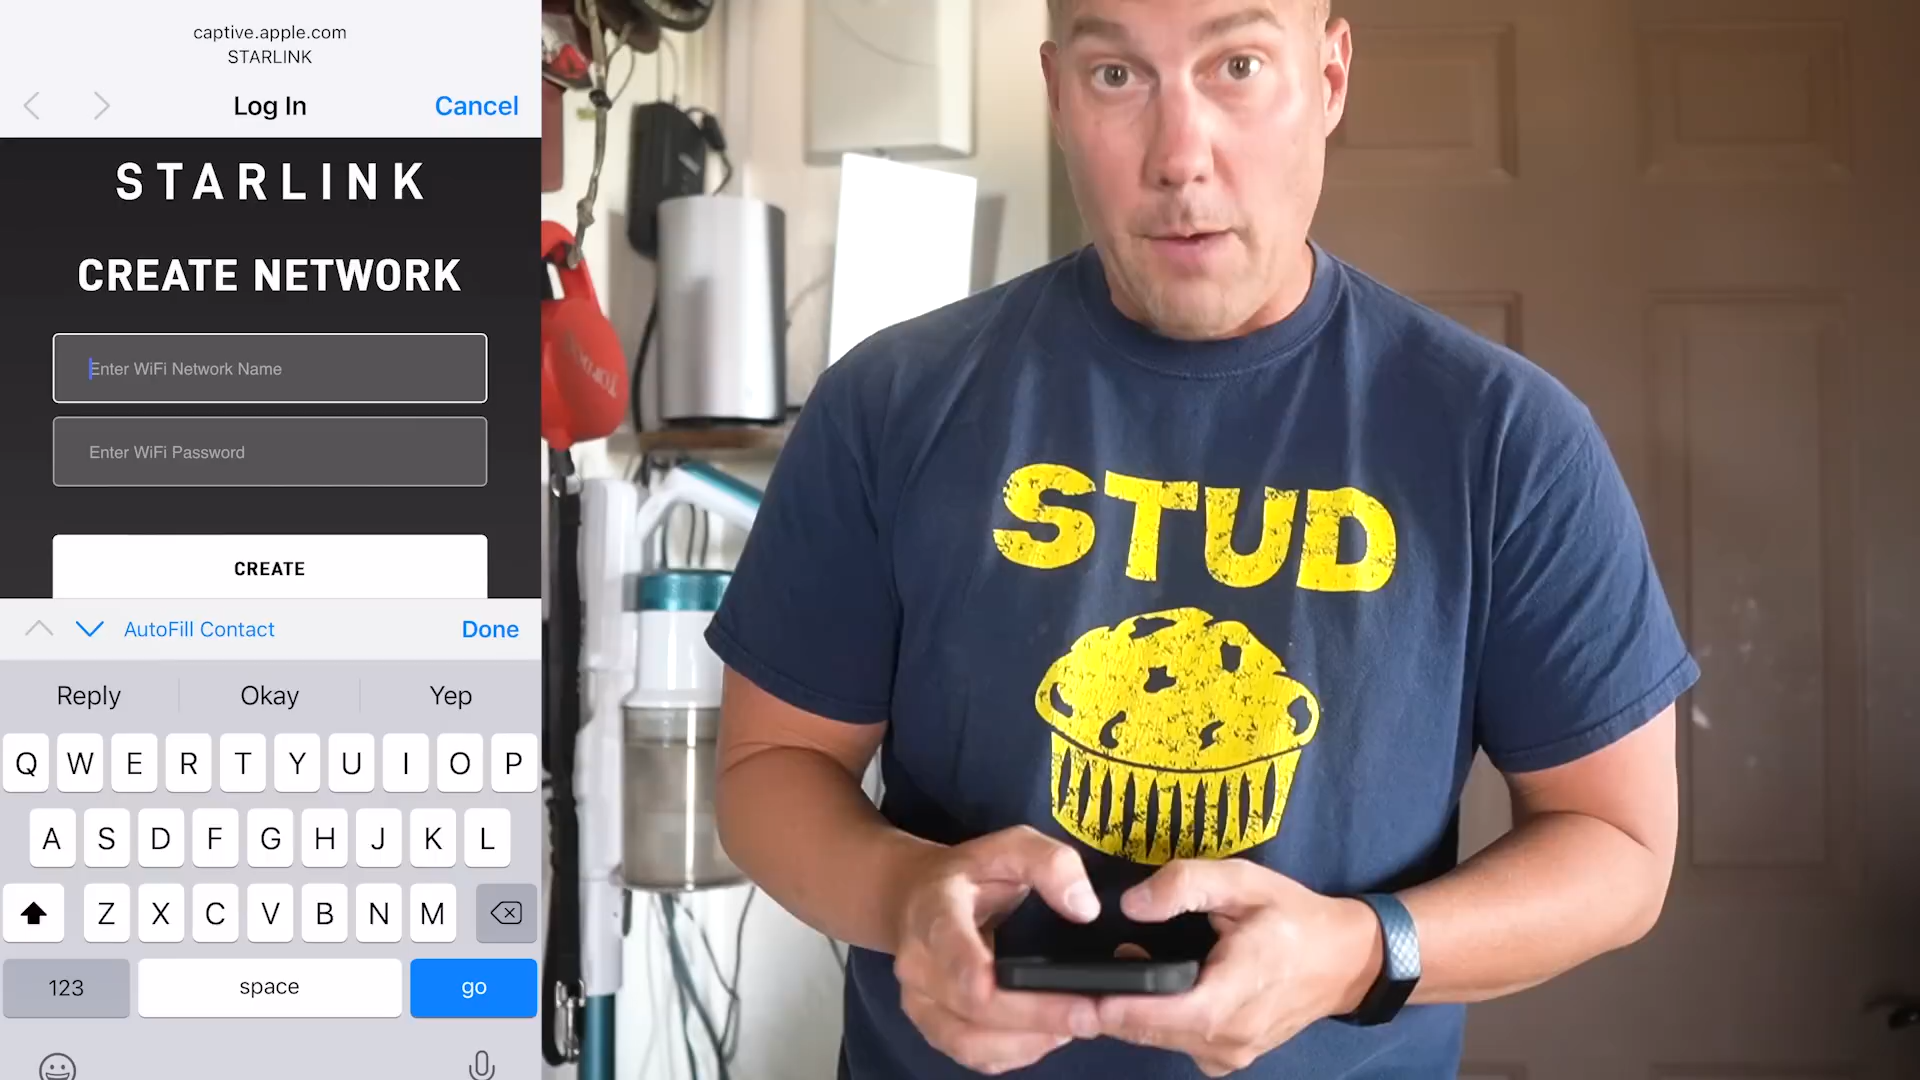 captive.apple.com
STARLINK
Log In
Cancel
STARLINK
CREATE NETWORK
Enter WiFi Network Name
Enter WiFi Password
CREATE
AutoFill Contact
Done
Reply
Okay
Yep
Q W E R T Y U I O P
A S D F G H J K L
Z X C V B N M
123
space
go
STUD